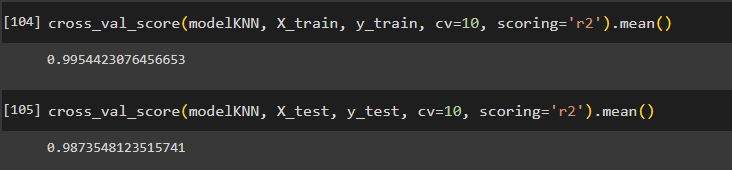 [104] cross_val_score(modelKNN, X_train, y_train, cv=10, scoring='r2').mean()
0.9954423076456653
[105] cross_val_score(modelKNN, X_test, y_test, cv=10, scoring='r2').mean()
0.9873548123515741